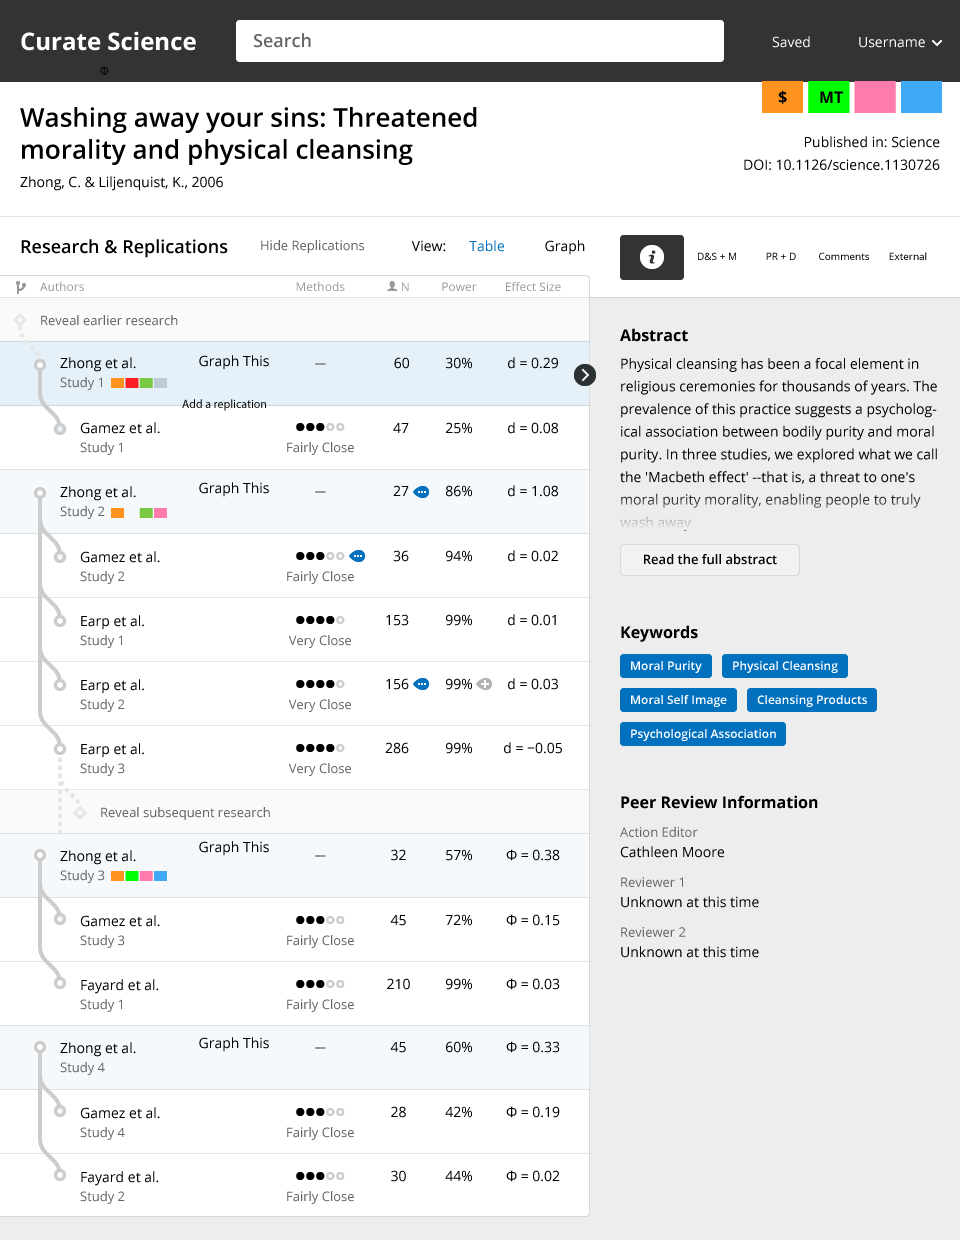 Curate Science
Search
Saved
Username
Φ
$
MT
Washing away your sins: Threatened
morality and physical cleansing
Zhong, C. & Liljenquist, K., 2006
Published in: Science
DOI: 10.1126/science.1130726
Research & Replications
Hide Replications
View:
Table
Graph
D&S + M
PR + D
Comments
External
Authors
Methods
N
Power
Effect Size
Reveal earlier research
Zhong et al.
Graph This
–
60
30%
d = 0.29
Study 1
Add a replication
Gamez et al.
47
25%
d = 0.08
Study 1
Fairly Close
Zhong et al.
Graph This
–
27
86%
d = 1.08
Study 2
Gamez et al.
36
94%
d = 0.02
Study 2
Fairly Close
Earp et al.
153
99%
d = 0.01
Study 1
Very Close
Earp et al.
156
99%
d = 0.03
Study 2
Very Close
Earp et al.
286
99%
d = −0.05
Study 3
Very Close
Reveal subsequent research
Zhong et al.
Graph This
–
32
57%
Φ = 0.38
Study 3
Gamez et al.
45
72%
Φ = 0.15
Study 3
Fairly Close
Fayard et al.
210
99%
Φ = 0.03
Study 1
Fairly Close
Zhong et al.
Graph This
–
45
60%
Φ = 0.33
Study 4
Gamez et al.
28
42%
Φ = 0.19
Study 4
Fairly Close
Fayard et al.
30
44%
Φ = 0.02
Study 2
Fairly Close
Abstract
Physical cleansing has been a focal element in
religious ceremonies for thousands of years. The
prevalence of this practice suggests a psycholog-
ical association between bodily purity and moral
purity. In three studies, we explored what we call
the 'Macbeth effect' --that is, a threat to one's
moral purity morality, enabling people to truly
wash away
Read the full abstract
Keywords
Moral Purity
Physical Cleansing
Moral Self Image
Cleansing Products
Psychological Association
Peer Review Information
Action Editor
Cathleen Moore
Reviewer 1
Unknown at this time
Reviewer 2
Unknown at this time